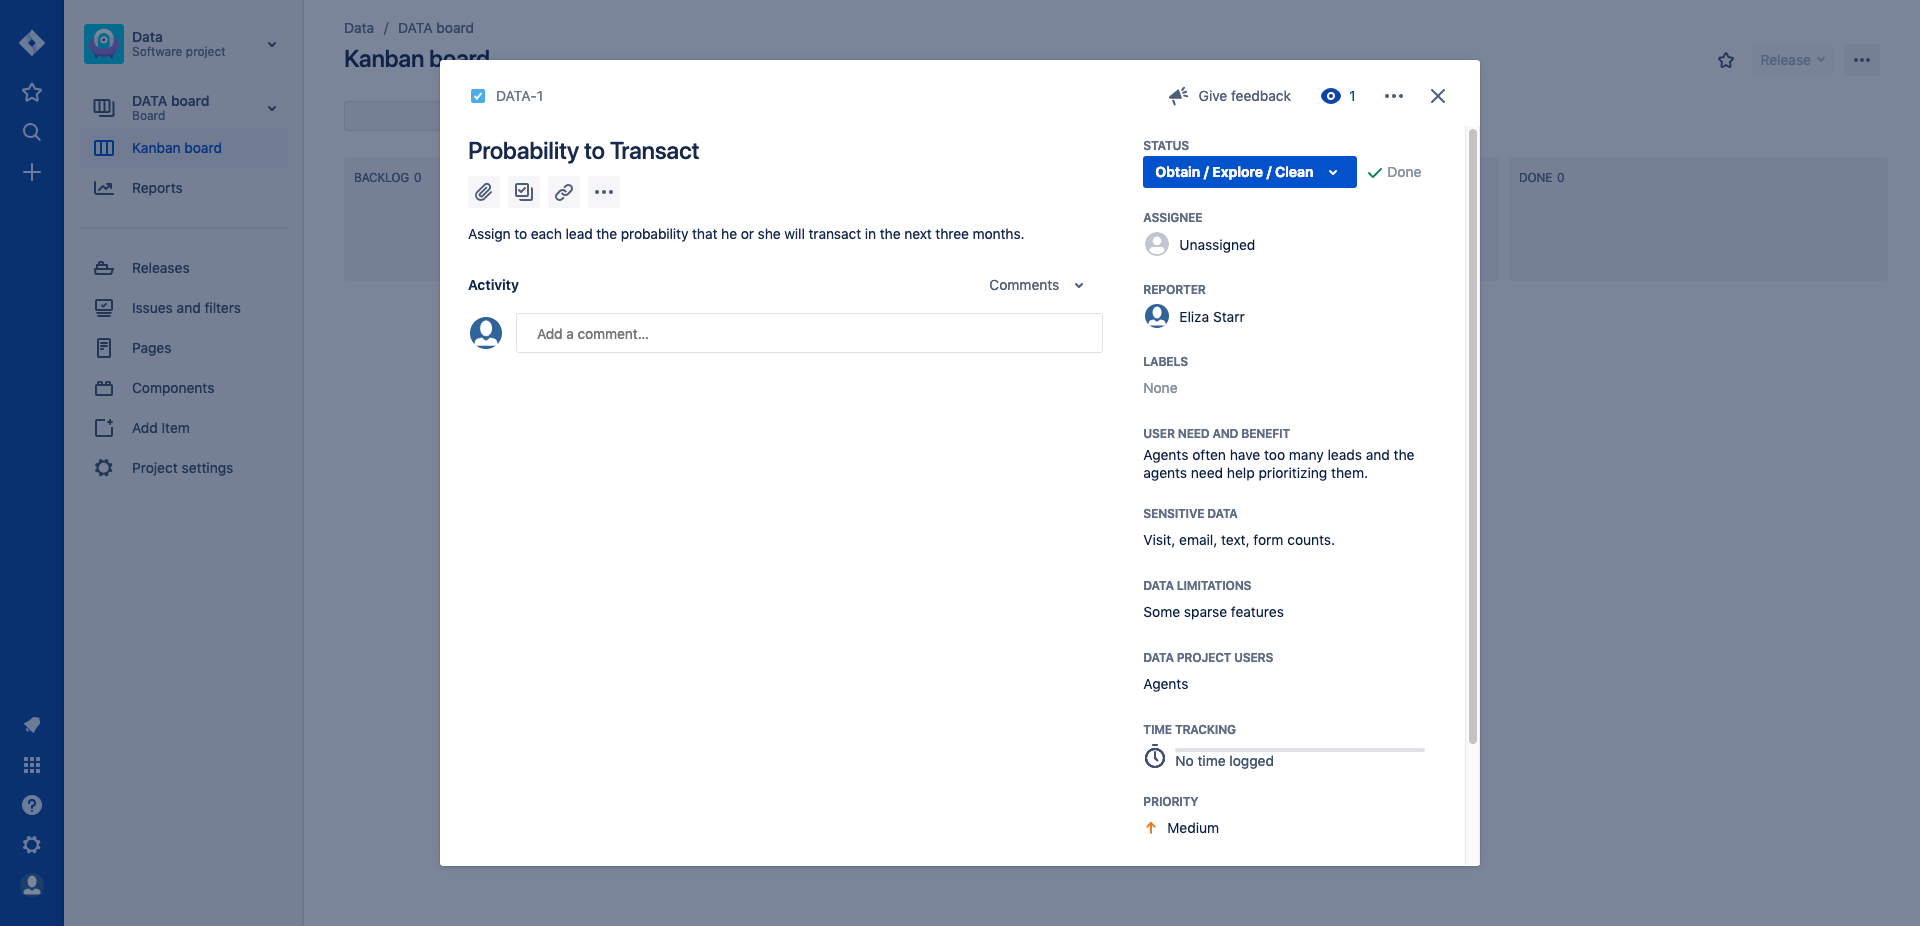 Data
Software project
DATA board
Board
Kanban board
Reports
Releases
Issues and filters
Pages
Components
Add Item
Project settings
Data / DATA board
Kanban board
Release
BACKLOG 0
DONE 0
DATA-1
Give feedback
1
Probability to Transact
Assign to each lead the probability that he or she will transact in the next three months.
Activity
Comments
Add a comment...
STATUS
Obtain / Explore / Clean
Done
ASSIGNEE
Unassigned
REPORTER
Eliza Starr
LABELS
None
USER NEED AND BENEFIT
Agents often have too many leads and the
agents need help prioritizing them.
SENSITIVE DATA
Visit, email, text, form counts.
DATA LIMITATIONS
Some sparse features
DATA PROJECT USERS
Agents
TIME TRACKING
No time logged
PRIORITY
Medium